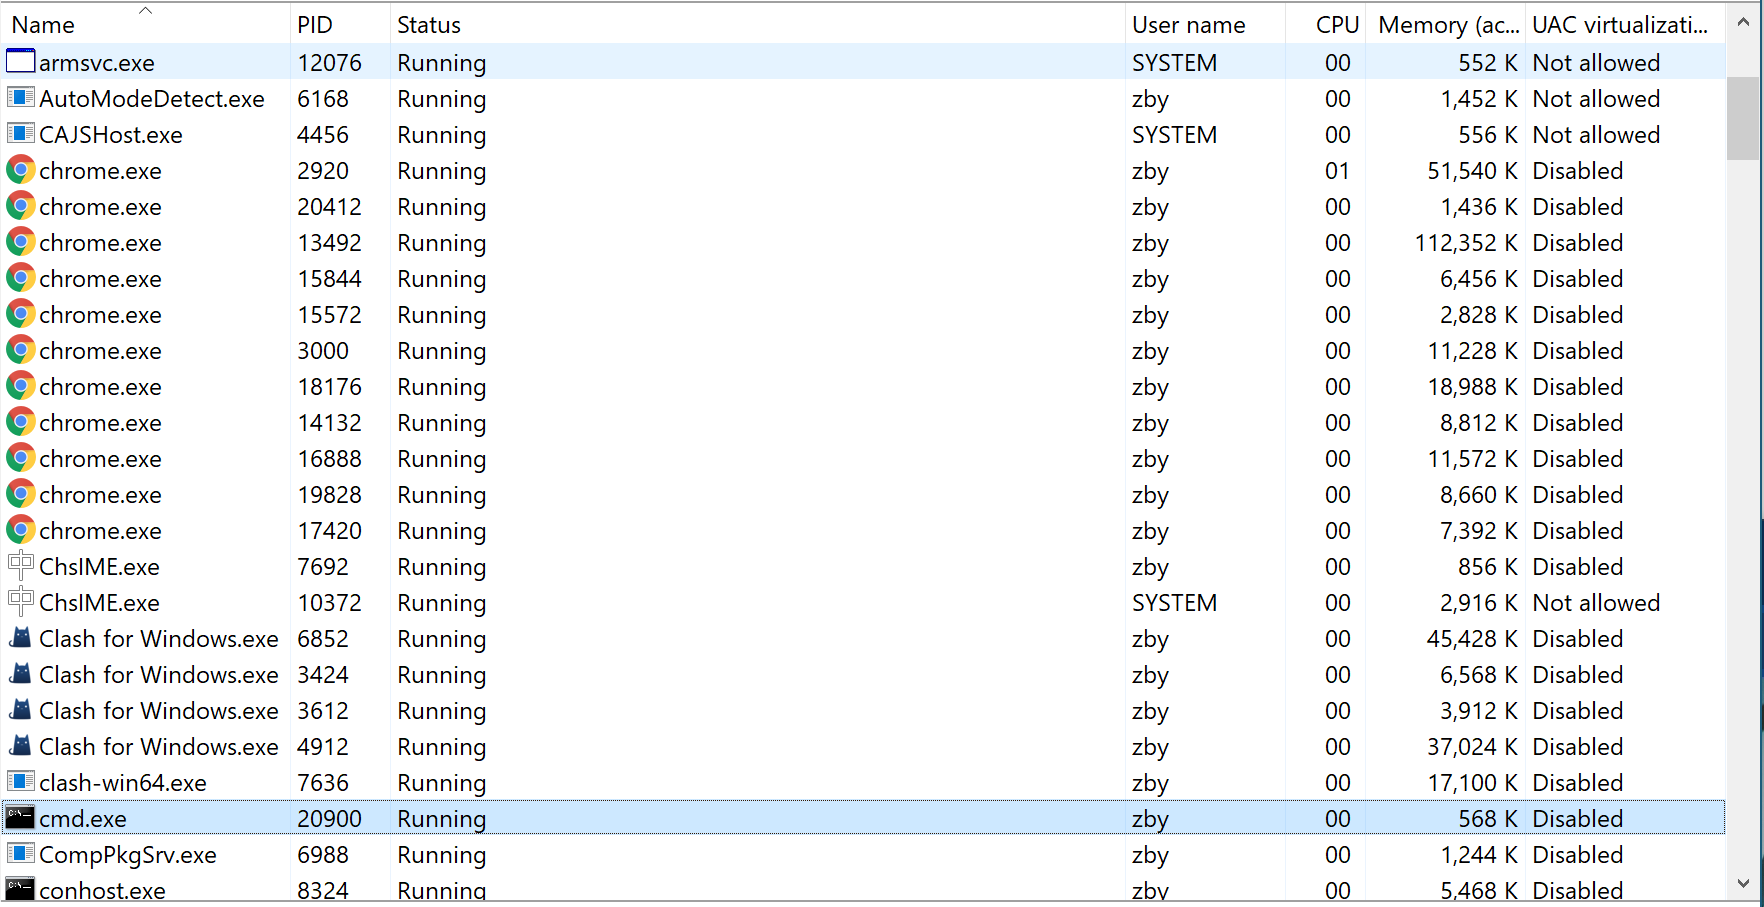 Name PID Status User name CPU Memory (ac... UAC virtualizati...
armsvc.exe 12076 Running SYSTEM 00 552 K Not allowed
AutoModeDetect.exe 6168 Running zby 00 1,452 K Not allowed
CAJSHost.exe 4456 Running SYSTEM 00 556 K Not allowed
chrome.exe 2920 Running zby 01 51,540 K Disabled
chrome.exe 20412 Running zby 00 1,436 K Disabled
chrome.exe 13492 Running zby 00 112,352 K Disabled
chrome.exe 15844 Running zby 00 6,456 K Disabled
chrome.exe 15572 Running zby 00 2,828 K Disabled
chrome.exe 3000 Running zby 00 11,228 K Disabled
chrome.exe 18176 Running zby 00 18,988 K Disabled
chrome.exe 14132 Running zby 00 8,812 K Disabled
chrome.exe 16888 Running zby 00 11,572 K Disabled
chrome.exe 19828 Running zby 00 8,660 K Disabled
chrome.exe 17420 Running zby 00 7,392 K Disabled
ChsIME.exe 7692 Running zby 00 856 K Disabled
ChsIME.exe 10372 Running SYSTEM 00 2,916 K Not allowed
Clash for Windows.exe 6852 Running zby 00 45,428 K Disabled
Clash for Windows.exe 3424 Running zby 00 6,568 K Disabled
Clash for Windows.exe 3612 Running zby 00 3,912 K Disabled
Clash for Windows.exe 4912 Running zby 00 37,024 K Disabled
clash-win64.exe 7636 Running zby 00 17,100 K Disabled
cmd.exe 20900 Running zby 00 568 K Disabled
CompPkgSrv.exe 6988 Running zby 00 1,244 K Disabled
conhost.exe 8324 Running zby 00 5,468 K Disabled